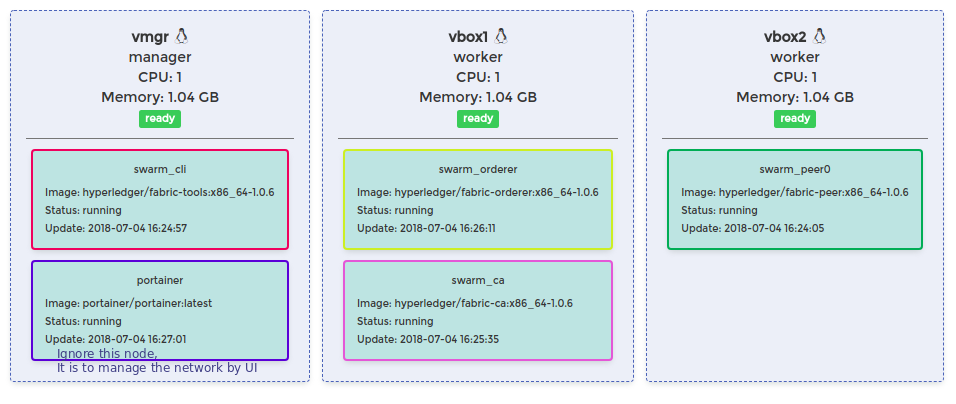 vmgr
manager
CPU: 1
Memory: 1.04 GB
ready
swarm_cli
Image: hyperledger/fabric-tools:x86_64-1.0.6
Status: running
Update: 2018-07-04 16:24:57
portainer
Image: portainer/portainer:latest
Status: running
Update: 2018-07-04 16:27:01
Ignore this node,
It is to manage the network by UI
vbox1
worker
CPU: 1
Memory: 1.04 GB
ready
swarm_orderer
Image: hyperledger/fabric-orderer:x86_64-1.0.6
Status: running
Update: 2018-07-04 16:26:11
swarm_ca
Image: hyperledger/fabric-ca:x86_64-1.0.6
Status: running
Update: 2018-07-04 16:25:35
vbox2
worker
CPU: 1
Memory: 1.04 GB
ready
swarm_peer0
Image: hyperledger/fabric-peer:x86_64-1.0.6
Status: running
Update: 2018-07-04 16:24:05